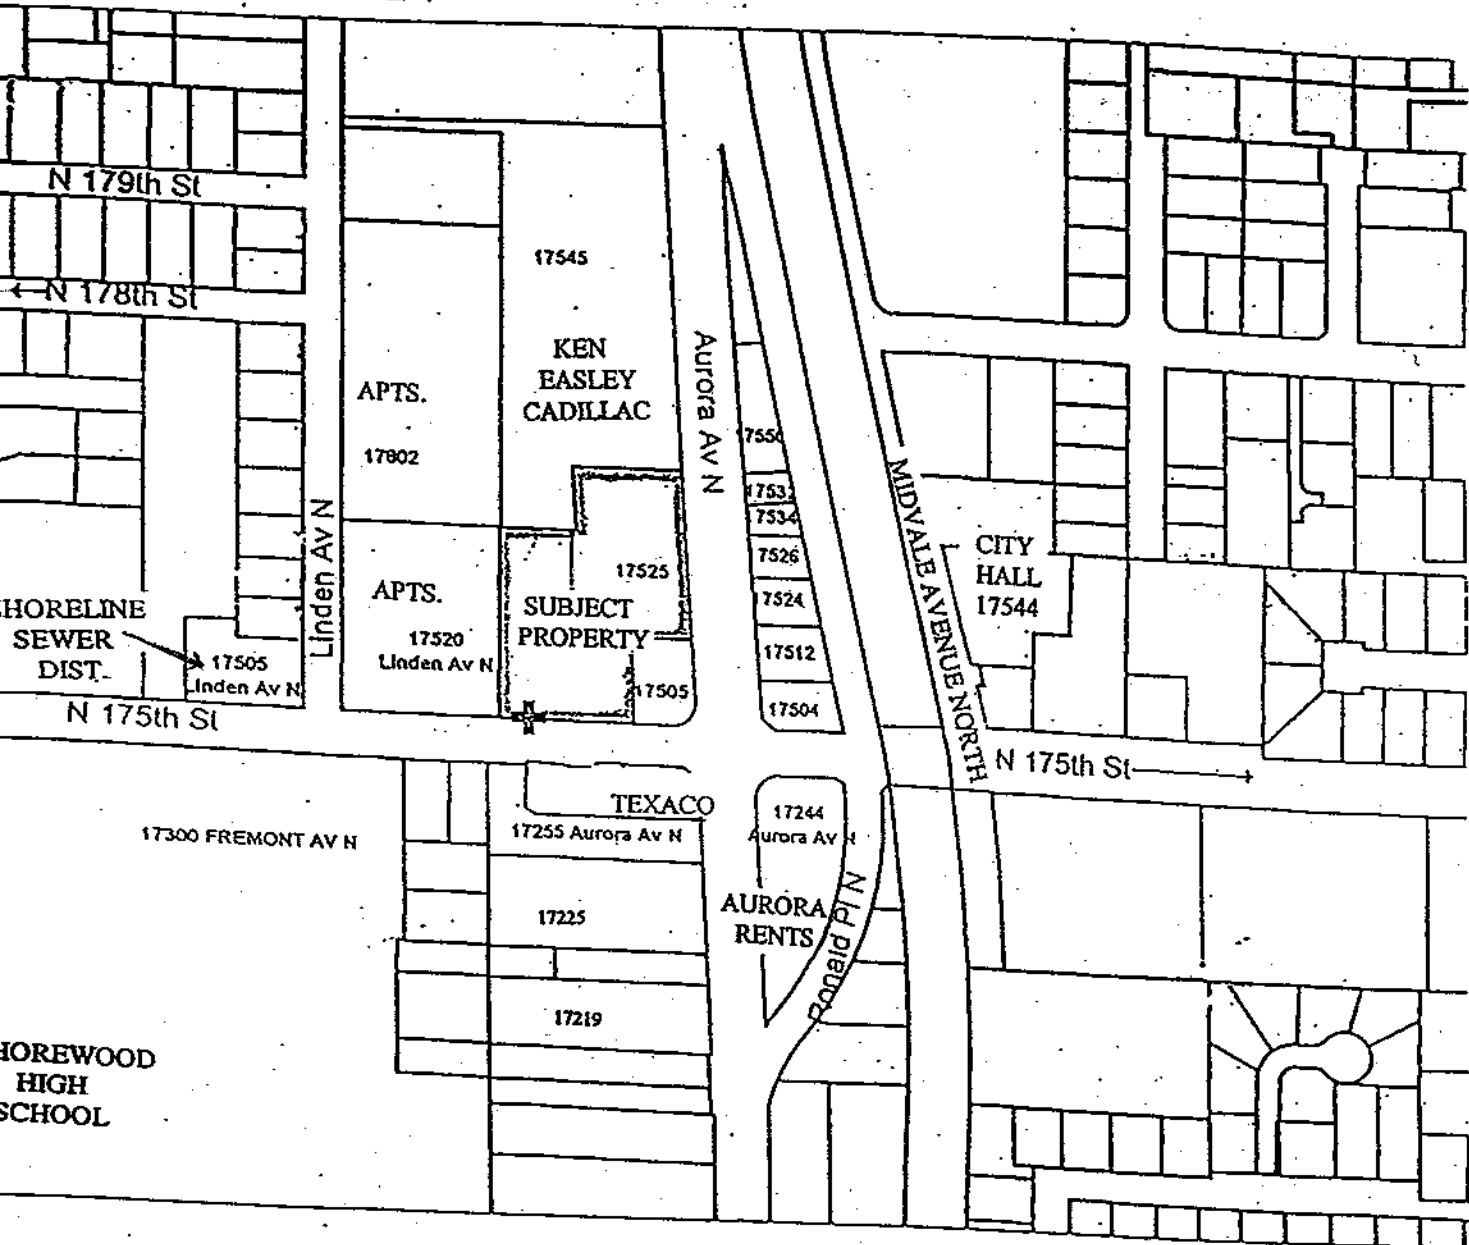 N 179th St
17545
←N 178th St
KEN
EASLEY
CADILLAC
Aurora Av N
APTS.
17802
MIDVALE AVENUE NORTH
17534
7526
7524
17512
17504
CITY
HALL
17544
Linden Av N
17525
SUBJECT
PROPERTY
APTS.
17520
Linden Av N
HORELINE
SEWER
DIST.
17505
Linden Av N
17505
N 175th St
N 175th St
TEXACO
17255 Aurora Av N
17244
Aurora Av N
17300 FREMONT AV N
AURORA
RENTS
Ronald Pl N
17225
17219
HOREWOOD
HIGH
SCHOOL